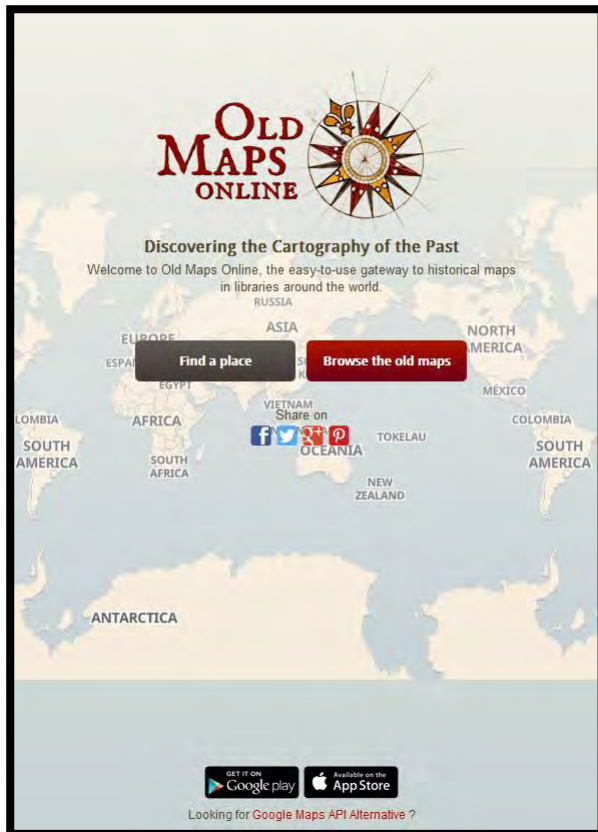 OLD
MAPS
ONLINE
Discovering the Cartography of the Past
Welcome to Old Maps Online, the easy-to-use gateway to historical maps
in libraries around the world.
RUSSIA
ASIA
EUROPE
NORTH
AMERICA
Find a place
Browse the old maps
EGYPT
MÉXICO
VIETNAM
Share on
LOMBIA
AFRICA
COLOMBIA
TOKELAU
OCEANIA
SOUTH
AMERICA
SOUTH
AFRICA
SOUTH
AMERICA
NEW
ZEALAND
ANTARCTICA
GET IT ON
Google play
Available on the
App Store
Looking for Google Maps API Alternative ?